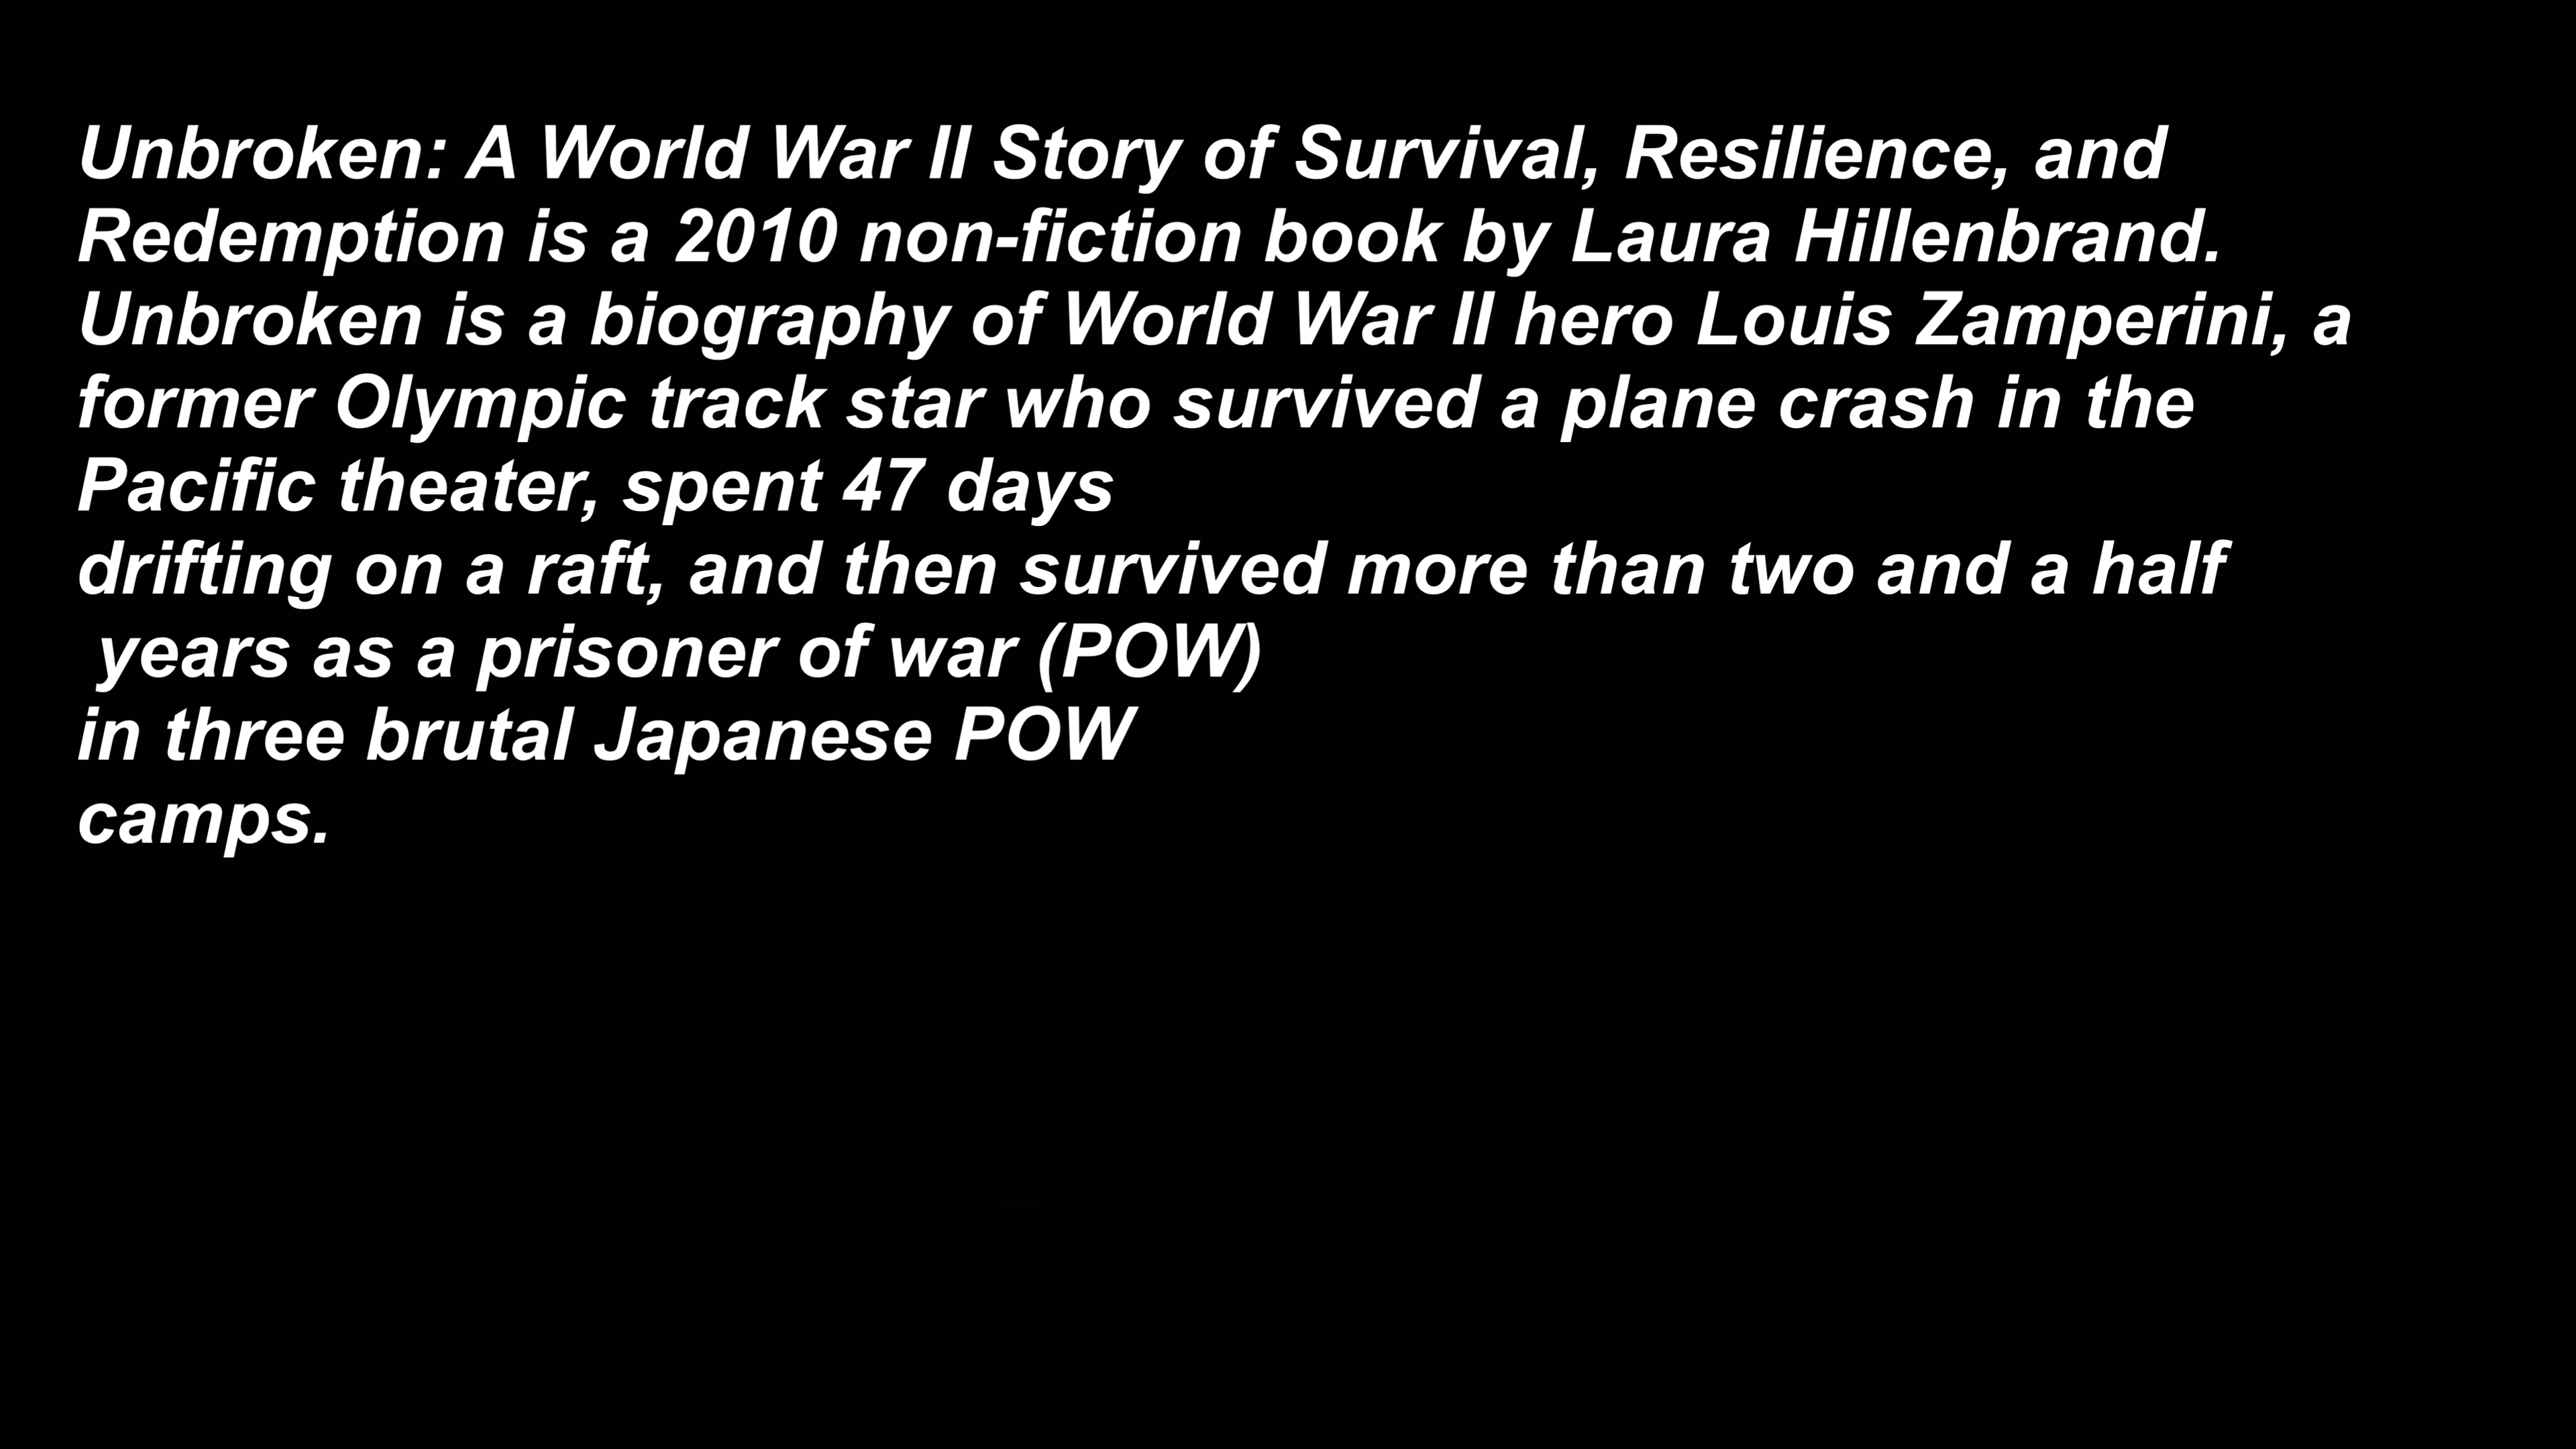 Unbroken: A World War II Story of Survival, Resilience, and
Redemption is a 2010 non-fiction book by Laura Hillenbrand.
Unbroken is a biography of World War II hero Louis Zamperini, a
former Olympic track star who survived a plane crash in the
Pacific theater, spent 47 days
drifting on a raft, and then survived more than two and a half
years as a prisoner of war (POW)
in three brutal Japanese POW
camps.